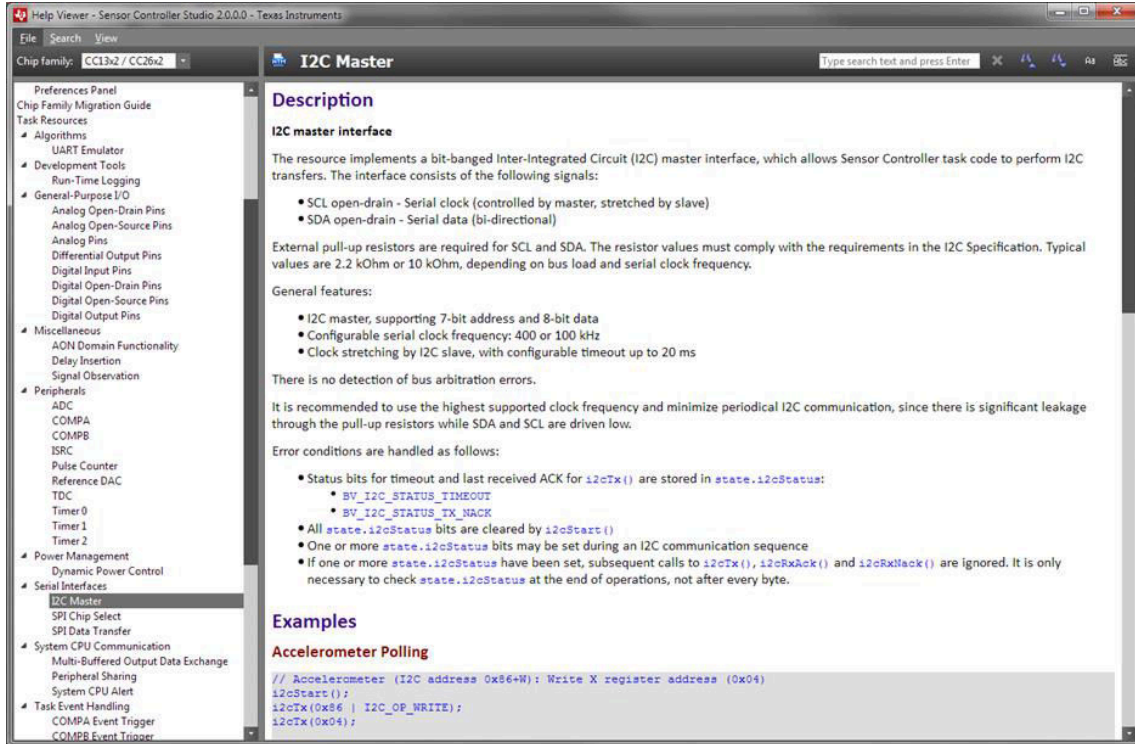 Help Viewer - Sensor Controller Studio 2.0.0.0 - Texas Instruments
File Search View
Chip family: CC13x2 / CC26x2
I2C Master
Type search text and press Enter
Aa
Abc
Preferences Panel
Chip Family Migration Guide
Task Resources
Algorithms
UART Emulator
Development Tools
Run-Time Logging
General-Purpose I/O
Analog Open-Drain Pins
Analog Open-Source Pins
Analog Pins
Differential Output Pins
Digital Input Pins
Digital Open-Drain Pins
Digital Open-Source Pins
Digital Output Pins
Miscellaneous
AON Domain Functionality
Delay Insertion
Signal Observation
Peripherals
ADC
COMPA
COMPB
ISRC
Pulse Counter
Reference DAC
TDC
Timer 0
Timer 1
Timer 2
Power Management
Dynamic Power Control
Serial Interfaces
I2C Master
SPI Chip Select
SPI Data Transfer
System CPU Communication
Multi-Buffered Output Data Exchange
Peripheral Sharing
System CPU Alert
Task Event Handling
COMPA Event Trigger
COMPB Event Trigger
Description
I2C master interface
The resource implements a bit-banged Inter-Integrated Circuit (I2C) master interface, which allows Sensor Controller task code to perform I2C
transfers. The interface consists of the following signals:
• SCL open-drain - Serial clock (controlled by master, stretched by slave)
• SDA open-drain - Serial data (bi-directional)
External pull-up resistors are required for SCL and SDA. The resistor values must comply with the requirements in the I2C Specification. Typical
values are 2.2 kOhm or 10 kOhm, depending on bus load and serial clock frequency.
General features:
• I2C master, supporting 7-bit address and 8-bit data
• Configurable serial clock frequency: 400 or 100 kHz
• Clock stretching by I2C slave, with configurable timeout up to 20 ms
There is no detection of bus arbitration errors.
It is recommended to use the highest supported clock frequency and minimize periodical I2C communication, since there is significant leakage
through the pull-up resistors while SDA and SCL are driven low.
Error conditions are handled as follows:
• Status bits for timeout and last received ACK for i2cTx() are stored in state.i2cStatus:
• BV_I2C_STATUS_TIMEOUT
• BV_I2C_STATUS_TX_NACK
• All state.i2cStatus bits are cleared by i2cStart()
• One or more state.i2cStatus bits may be set during an I2C communication sequence
• If one or more state.i2cStatus have been set, subsequent calls to i2cTx(), i2cRxAck() and i2cRxNack() are ignored. It is only
necessary to check state.i2cStatus at the end of operations, not after every byte.
Examples
Accelerometer Polling
// Accelerometer (I2C address 0x86+W): Write X register address (0x04)
i2cStart();
i2cTx(0x86 | I2C_OP_WRITE);
i2cTx(0x04);